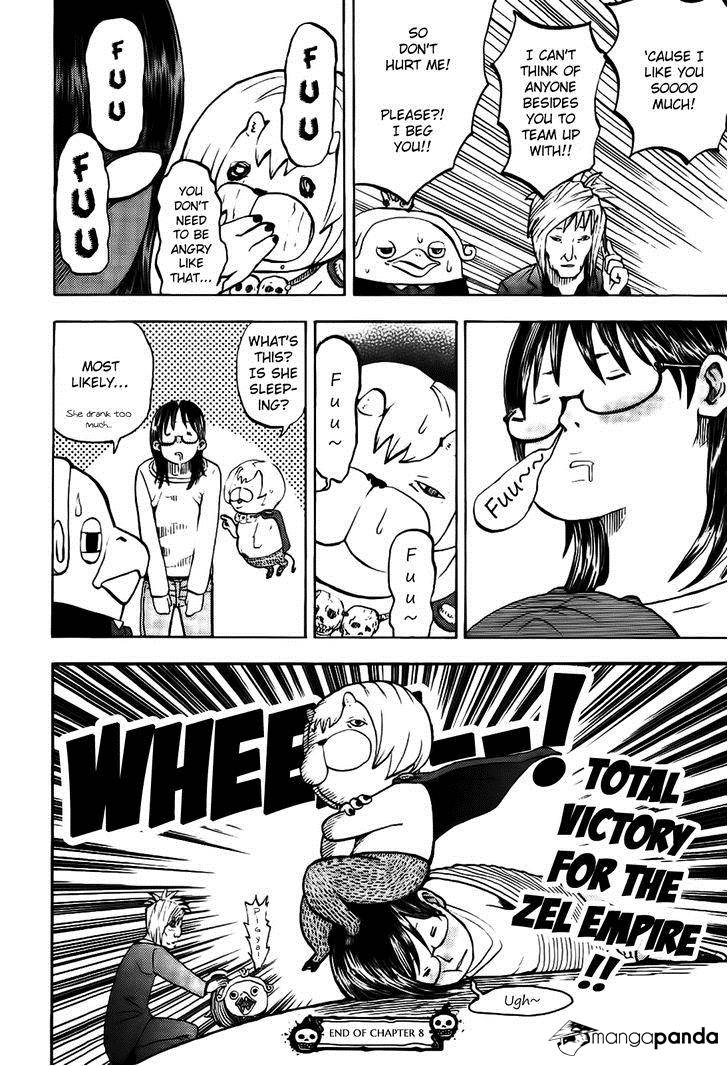 'CAUSE I
LIKE YOU
SOOOO
MUCH!
I CAN'T
THINK OF
ANYONE
BESIDES
YOU TO
TEAM UP
WITH!!
SO
DON'T
HURT ME!
PLEASE?!
I BEG
YOU!!
FUU
YOU
DON'T
NEED TO
BE
ANGRY
LIKE
THAT...
FUU
FUU
Fuu~~
Fuu~
Fuu~
WHAT'S
THIS?
IS SHE
SLEEP-
ING?
MOST
LIKELY...
She drank too
much..
WHEE
--!
TOTAL
VICTORY
FOR THE
ZEL EMPIRE
!!
Ugh~
END OF CHAPTER 8
mangapanda